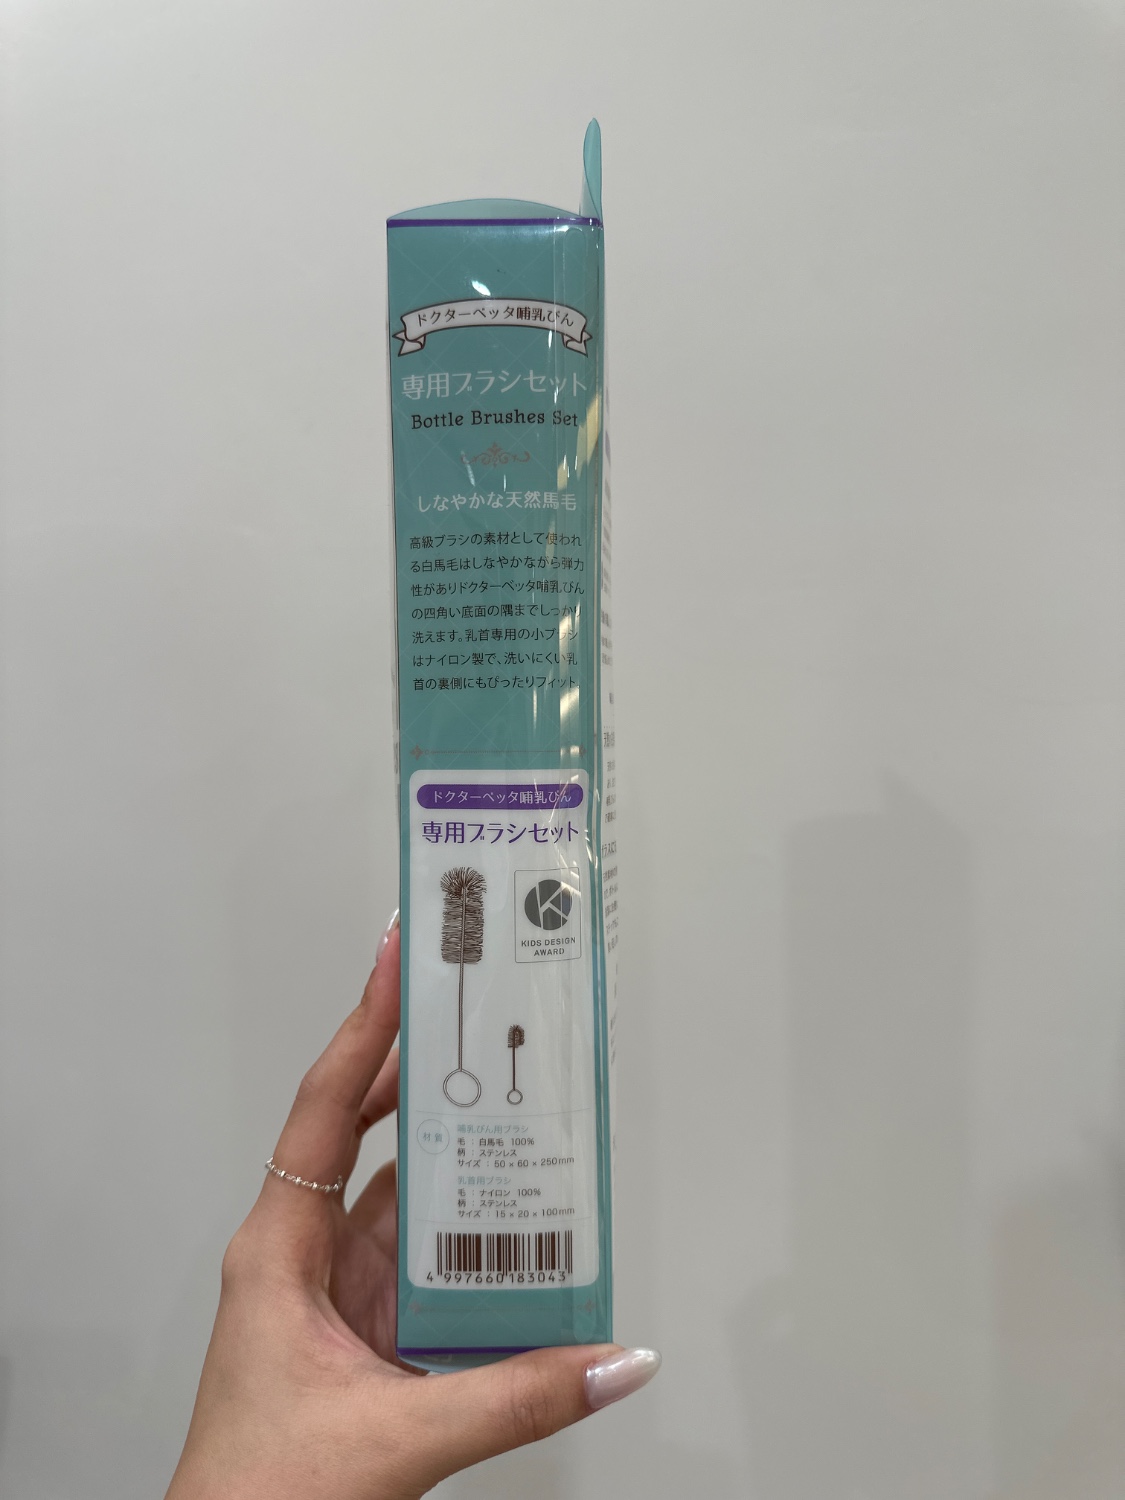 ドクターベッタ哺乳びん
専用ブラシセット
Bottle Brushes Set
しなやかな天然馬毛
高級ブラシの素材として使われ
る白馬毛はしなやかながら弾力
性がありドクターベッタ哺乳びん
の四角い底面の隅までしっかり
洗えます。乳首専用の小ブラシ
はナイロン製で、洗いにくい乳
首の裏側にもぴったりフィット。
ドクターベッタ哺乳びん
専用ブラシセット
KIDS DESIGN
AWARD
材質
哺乳びん用ブラシ
毛 : 白馬毛 100%
柄 : ステンレス
サイズ : 50 × 60 × 250mm
乳首用ブラシ
毛 : ナイロン 100%
柄 : ステンレス
サイズ : 15 × 20 × 100mm
4 997660 183043